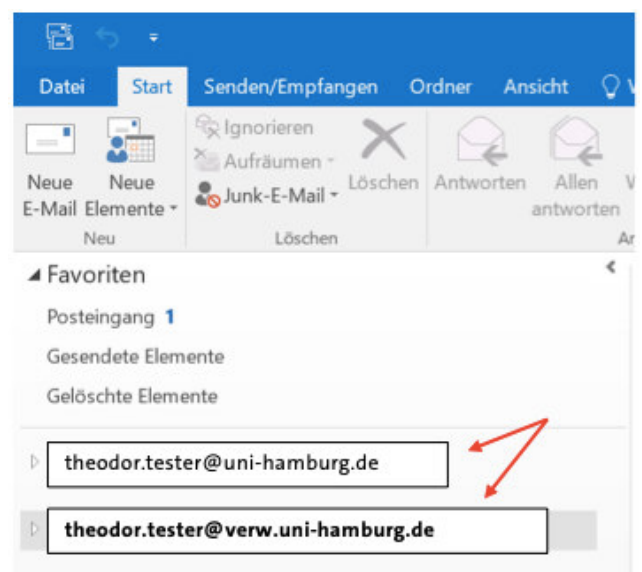 Datei Start Senden/Empfangen Ordner Ansicht
Ignorieren
Aufräumen
Junk-E-Mail
Neue E-Mail
Neue Elemente
Löschen
Antworten
Allen antworten
Neu
Löschen
Favoriten
Posteingang 1
Gesendete Elemente
Gelöschte Elemente
theodor.tester@uni-hamburg.de
theodor.tester@verw.uni-hamburg.de